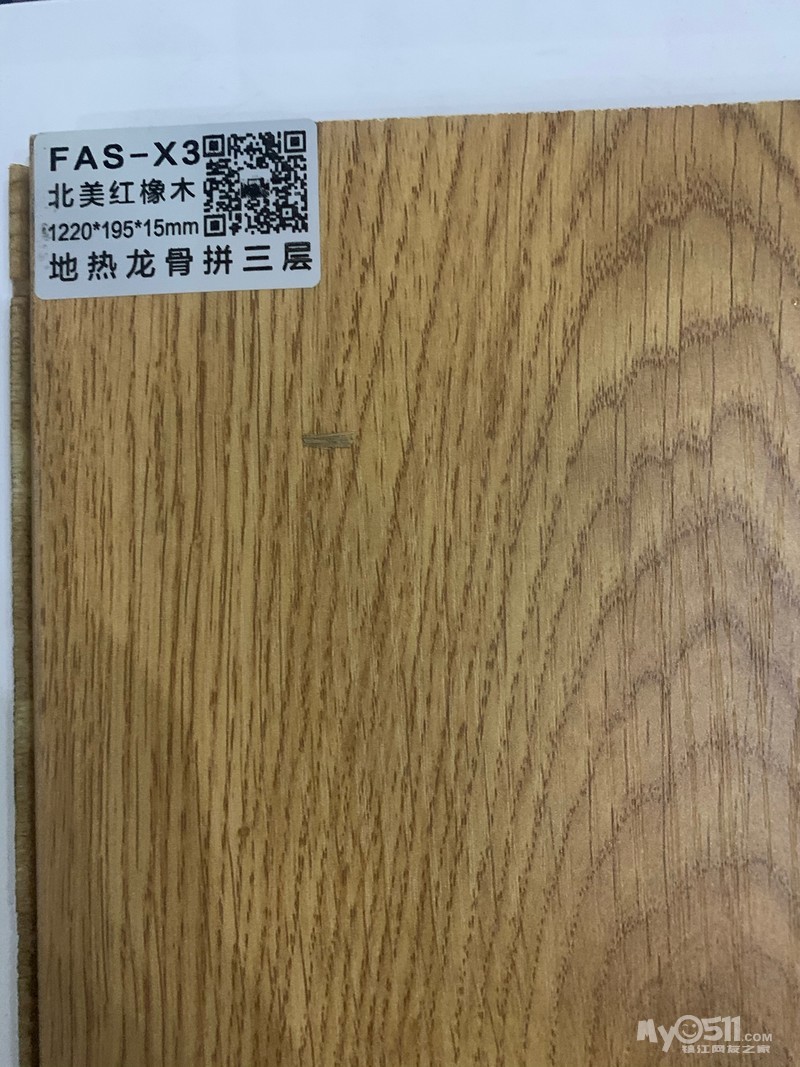 FAS-X3
北美红橡木
1220*195*15mm
地热龙骨拼三层
My0511.COM
镇江网友之家